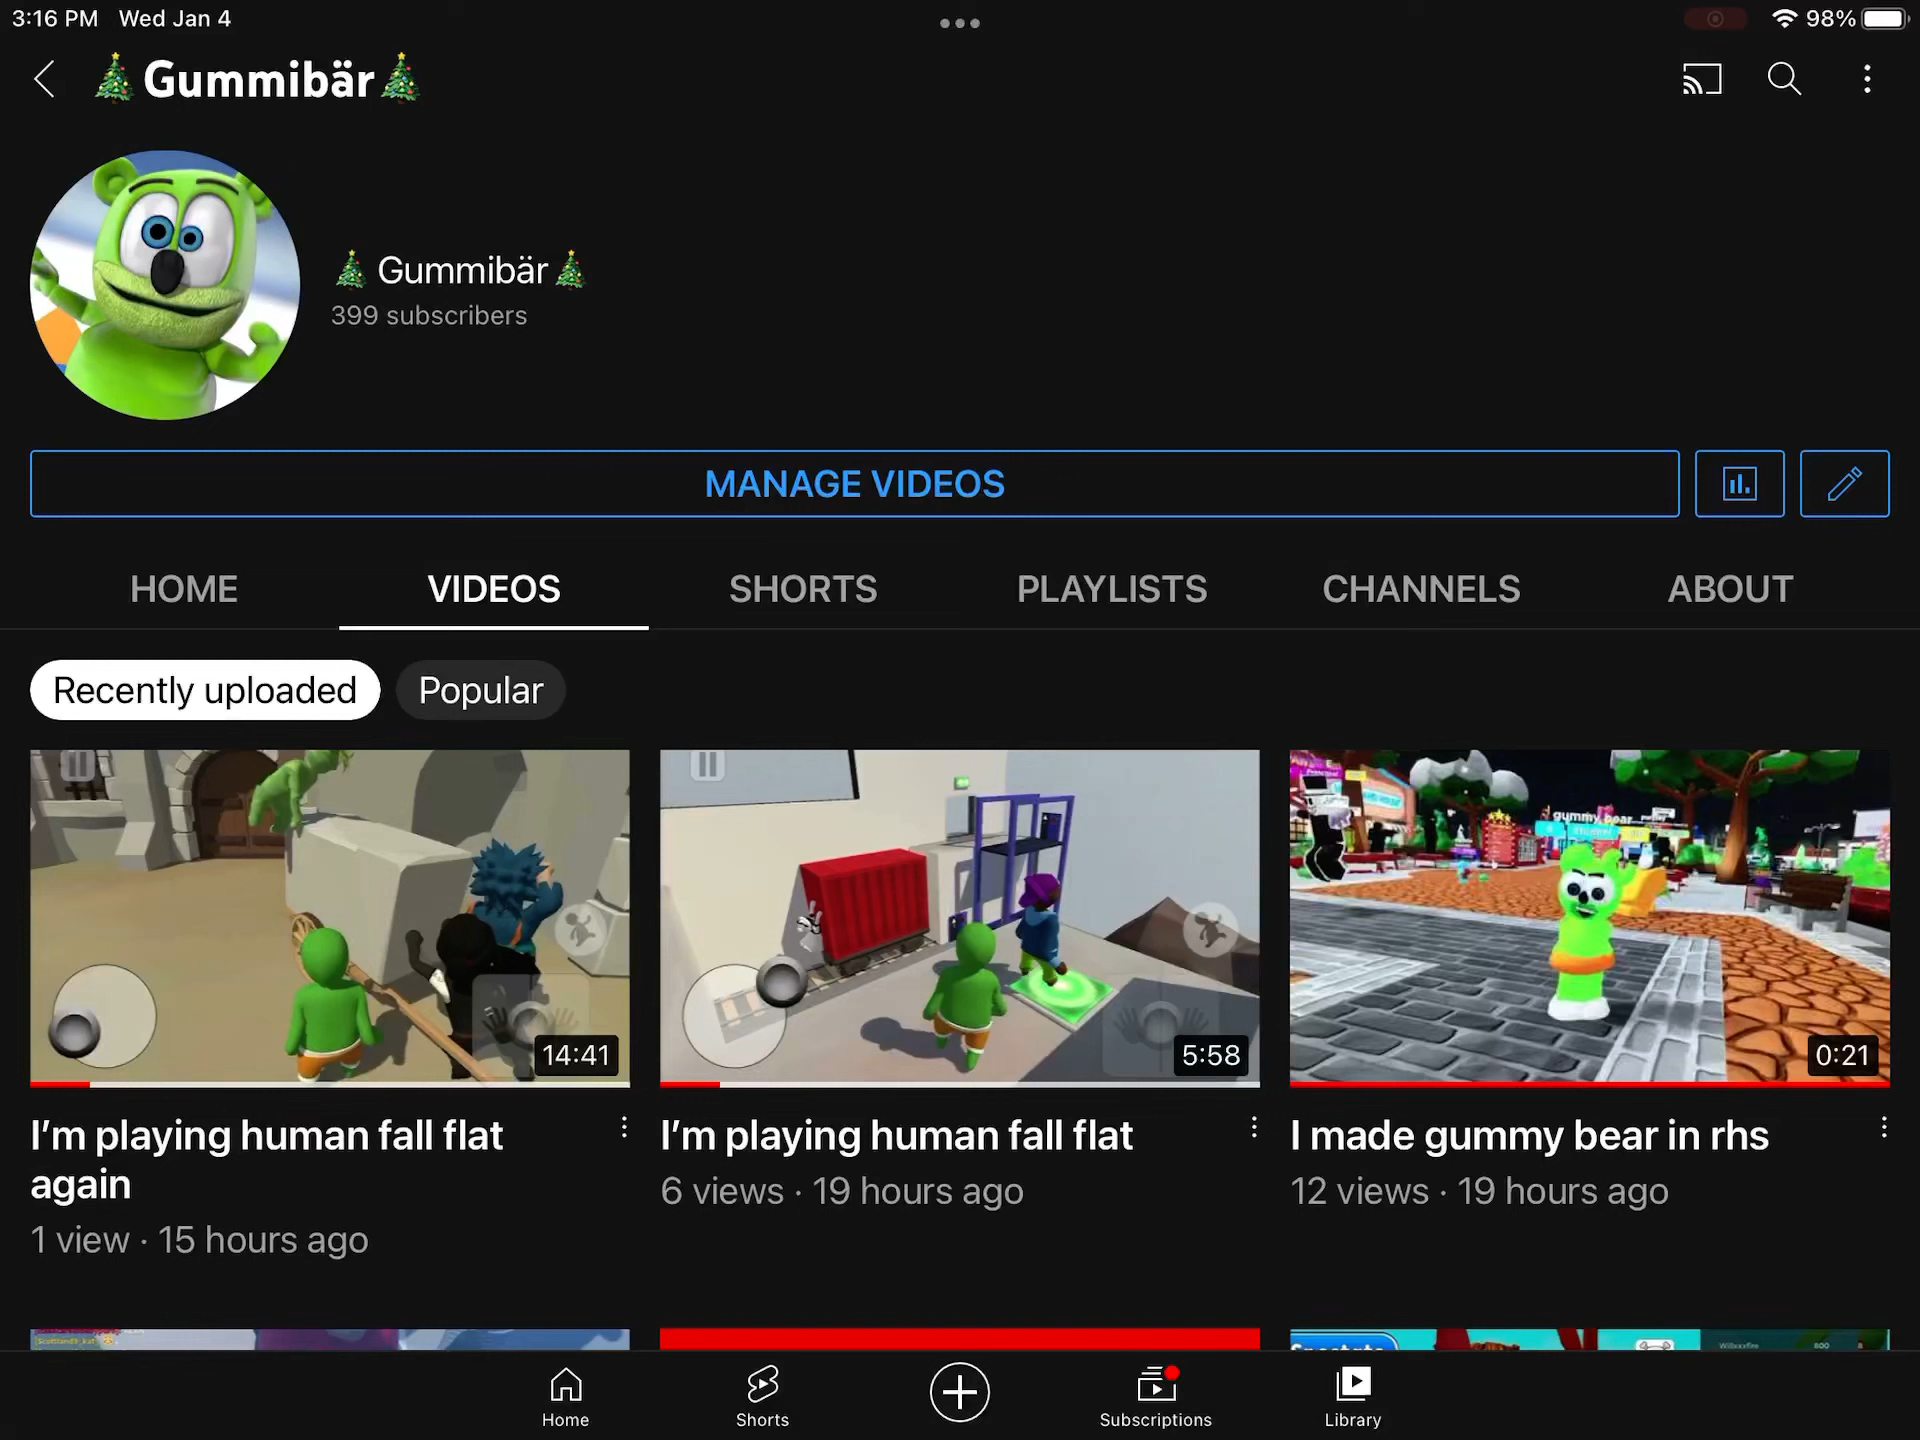 3:16 PM Wed Jan 4
98%
🎄Gummibär🎄
🎄Gummibär🎄
399 subscribers
MANAGE VIDEOS
HOME VIDEOS SHORTS PLAYLISTS CHANNELS ABOUT
Recently uploaded Popular
gummy bear
14:41 5:58 0:21
I'm playing human fall flat again
1 view · 15 hours ago
I'm playing human fall flat
6 views · 19 hours ago
I made gummy bear in rhs
12 views · 19 hours ago
Home Shorts Subscriptions Library